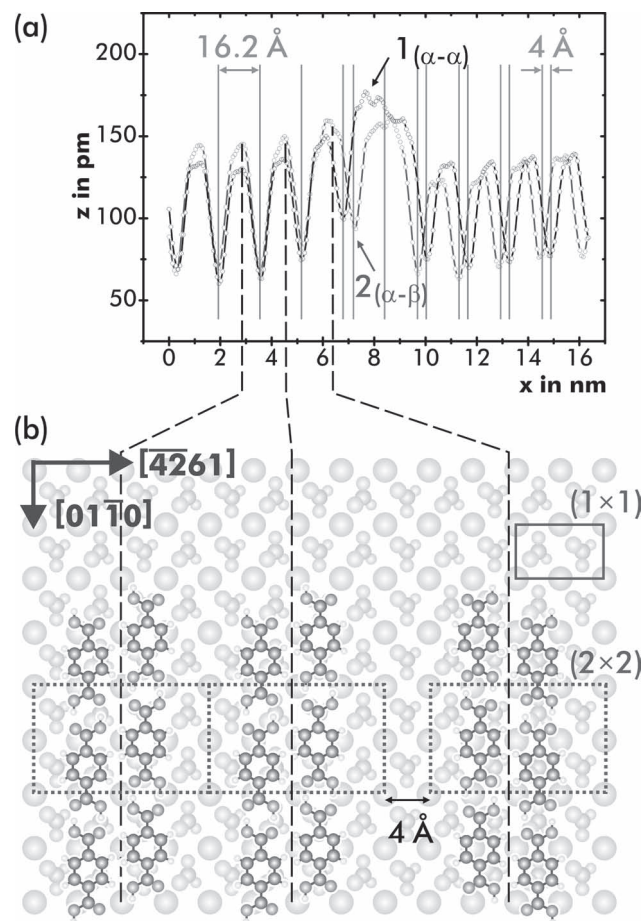 (a)
225
200
150
100
50
z in pm
16.2 Å
1(α-α)
4 Å
2(α-β)
0 2 4 6 8 10 12 14 16
x in nm
(b)
[4̅2̅61]
[011̅0]
(1×1)
(2×2)
4 Å